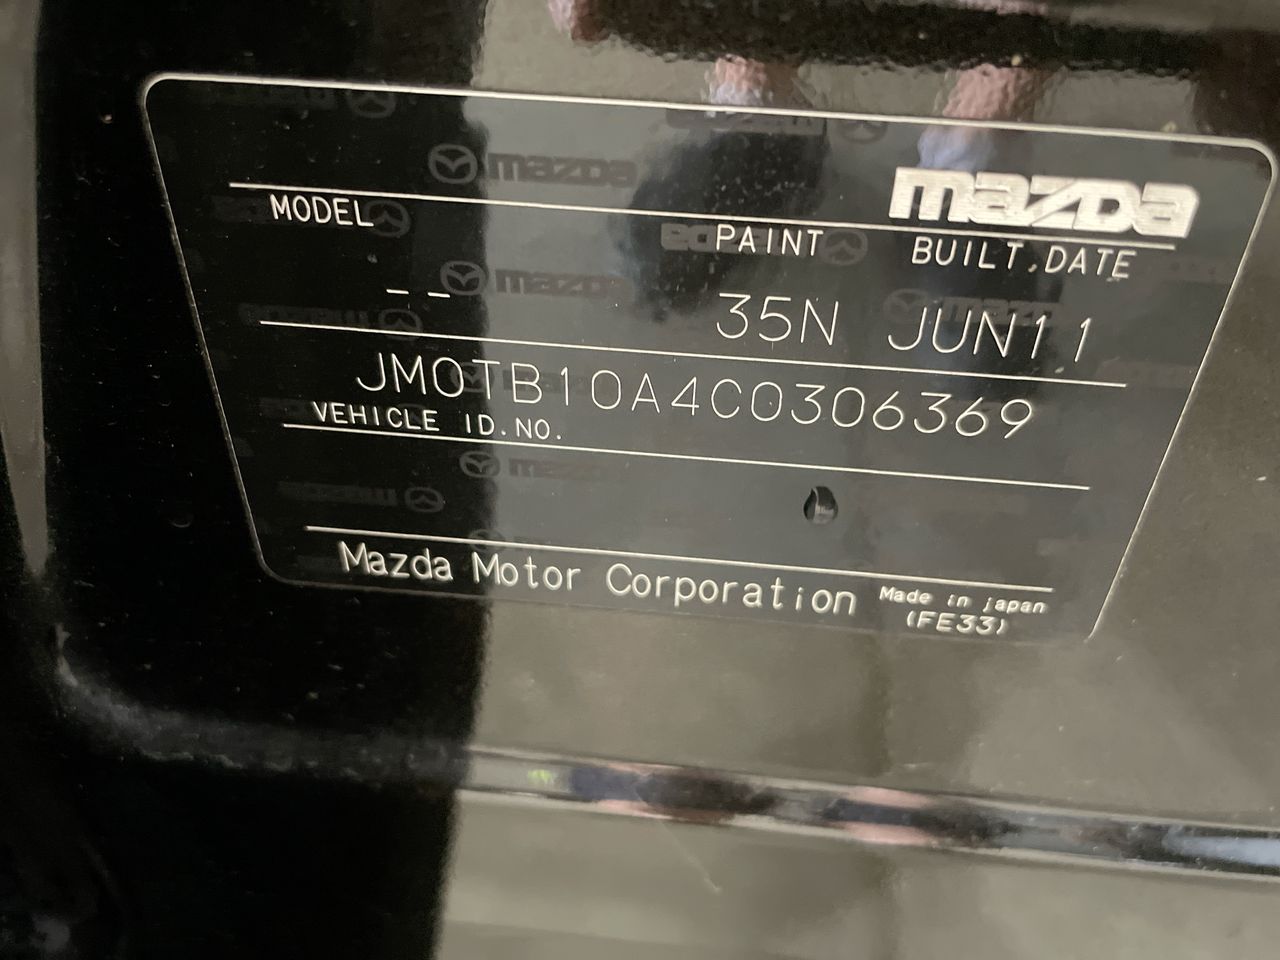 mazda
MODEL PAINT BUILT.DATE
-- 35N JUN11
JM0TB10A4C0306369
VEHICLE ID.NO.
Mazda Motor Corporation Made in japan
(FE33)